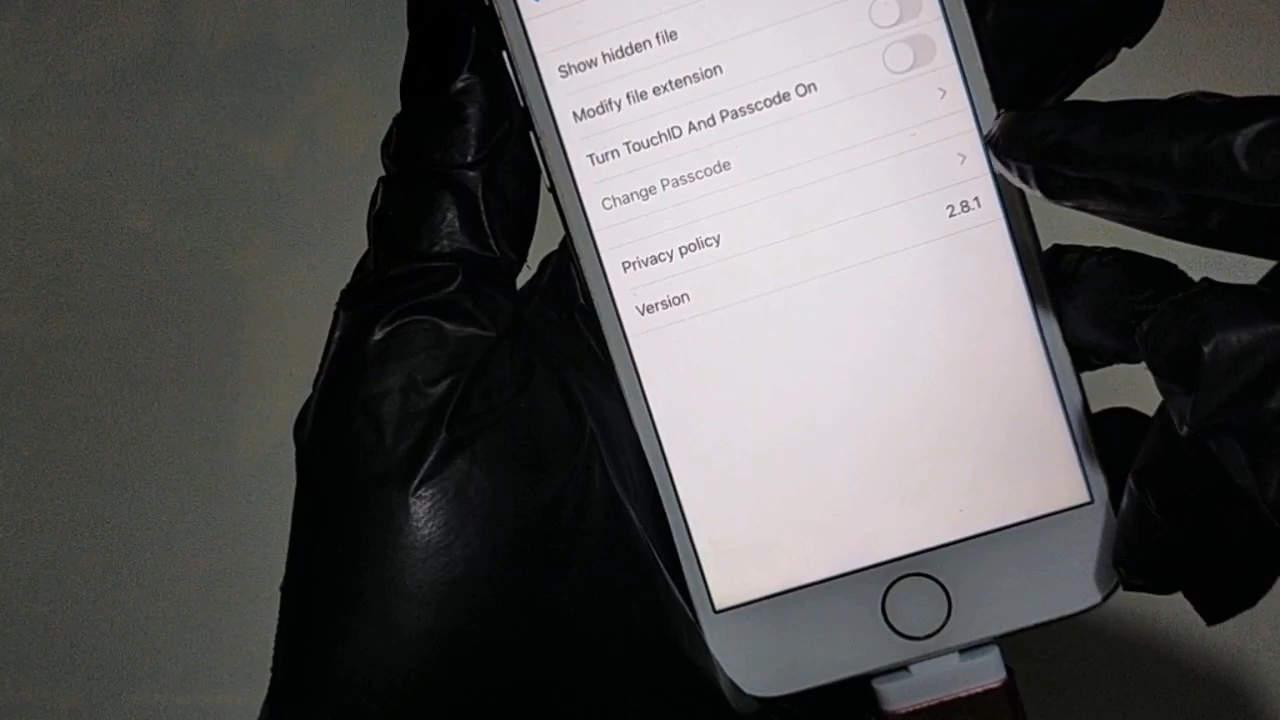 Show hidden file
Modify file extension
Turn TouchID And Passcode On
Change Passcode
Privacy policy
Version 2.8.1